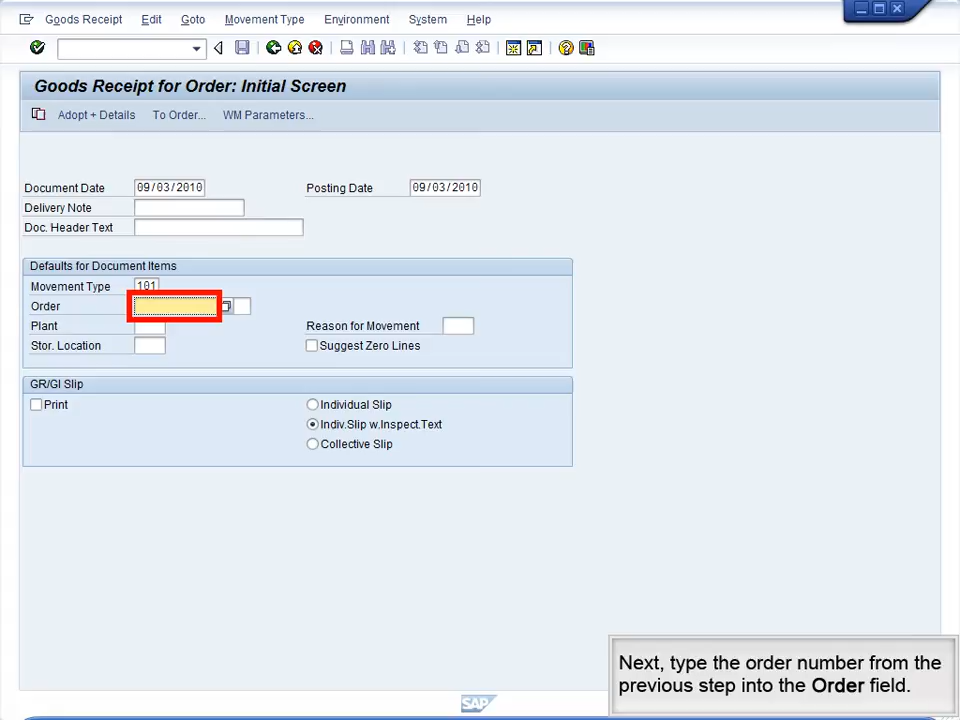 Goods Receipt Edit Goto Movement Type Environment System Help
Goods Receipt for Order: Initial Screen
Adopt + Details To Order... WM Parameters...
Document Date 09/03/2010 Posting Date 09/03/2010
Delivery Note
Doc. Header Text
Defaults for Document Items
Movement Type 101
Order
Plant Reason for Movement
Stor. Location Suggest Zero Lines
GR/GI Slip
Print Individual Slip
Indiv.Slip w.Inspect.Text
Collective Slip
Next, type the order number from the
previous step into the Order field.
SAP